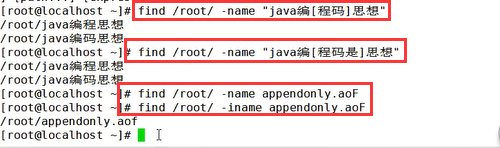 [root@localhost ~]# find /root/ -name "java编[程码]思想"
/root/java编程思想
/root/java编码思想
[root@localhost ~]# find /root/ -name "java编[程码是]思想"
/root/java编程思想
/root/java编码思想
[root@localhost ~]# find /root/ -name appendonly.aoF
[root@localhost ~]# find /root/ -iname appendonly.aoF
/root/appendonly.aof
[root@localhost ~]#